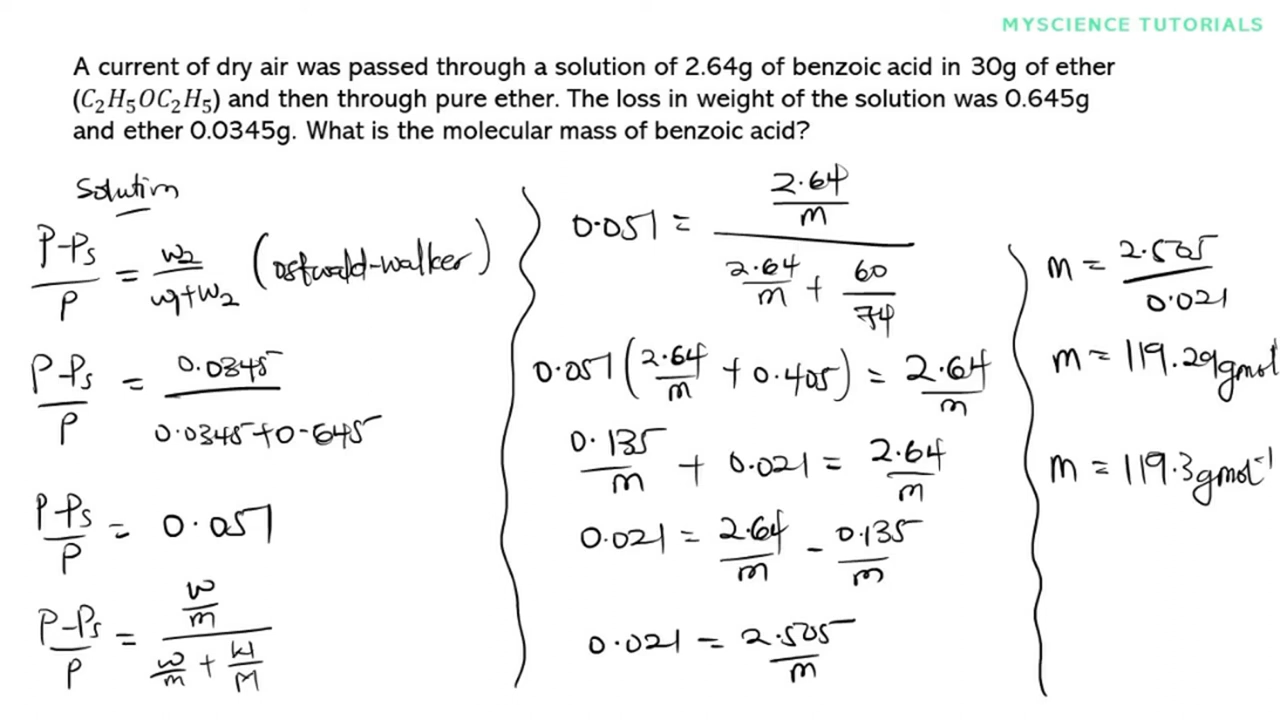 MYSCIENCE TUTORIALS
A current of dry air was passed through a solution of 2.64g of benzoic acid in 30g of ether
(C₂H₅OC₂H₅) and then through pure ether. The loss in weight of the solution was 0.645g
and ether 0.0345g. What is the molecular mass of benzoic acid?
Solution
P-Ps/P = w₂/(w₁+w₂) (ostwald-walker)
P-Ps/P = 0.0345/(0.0345+0.645)
P-Ps/P = 0.051
P-Ps/P = (w/m)/(w/m + W/M)
0.051 = (2.64/m)/(2.64/m + 60/74)
0.051(2.64/m + 0.405) = 2.64/m
0.135/m + 0.021 = 2.64/m
0.021 = 2.64/m - 0.135/m
0.021 = 2.505/m
m = 2.505/0.021
m = 119.29gmol
m = 119.3gmol⁻¹